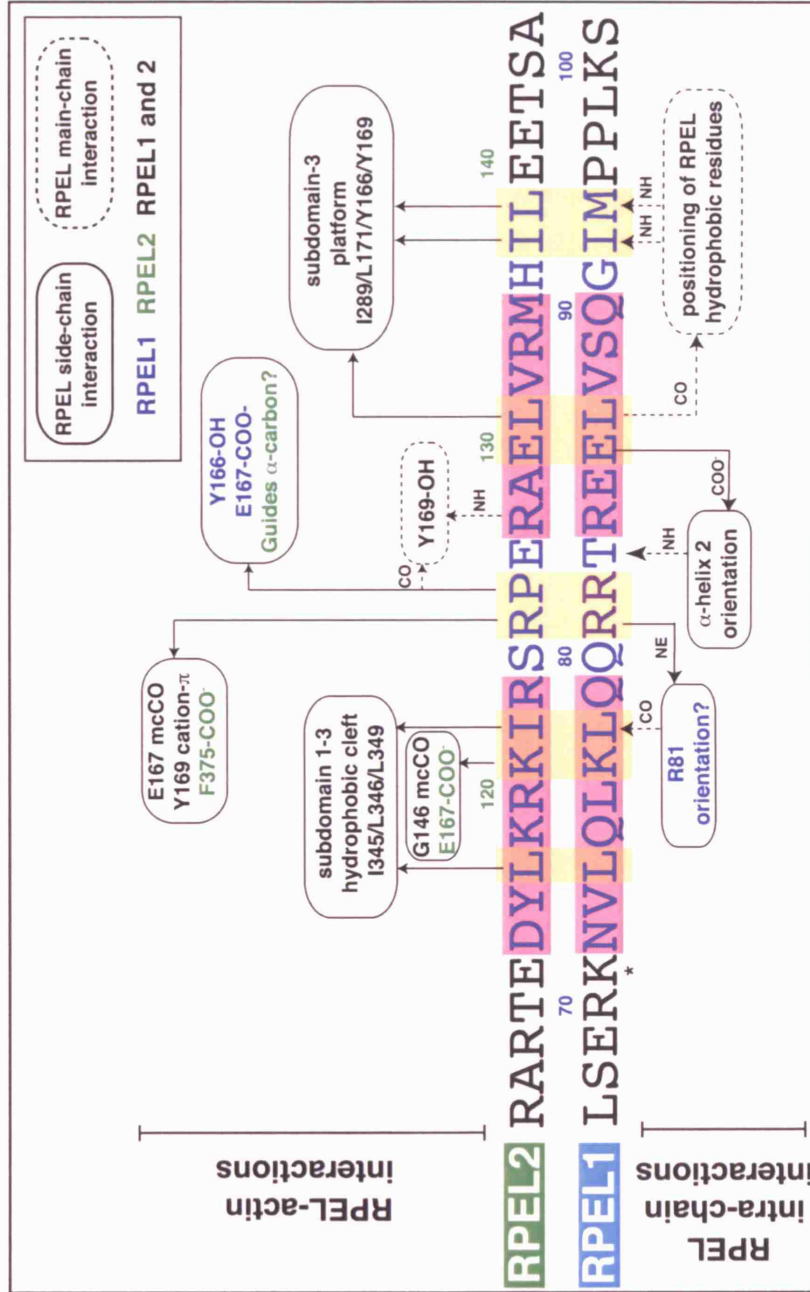 RPEL side-chain
interaction
RPEL main-chain
interaction
RPEL1 RPEL2 RPEL1 and 2
RPEL-actin
interactions
E167 mcCO
Y169 cation-π
F375-COO-
Y166-OH
E167-COO-
Guides α-carbon?
subdomain 1-3
hydrophobic cleft
I345/L346/L349
G146 mcCO
E167-COO-
CO
Y169-OH
NH
subdomain-3
platform
I289/L171/Y166/Y169
120 130 140
RPEL2 RARTEDYLKRKIRSRPERAELVRMHILEETSA
70 80 90 100
RPEL1 LSERKNVLQLKLQQRRTREELVSQGIMPPLKS
*
RPEL
intra-chain
interactions
CO
NE
R81
orientation?
NH
COO-
α-helix 2
orientation
CO
NH
NH
positioning of RPEL
hydrophobic residues